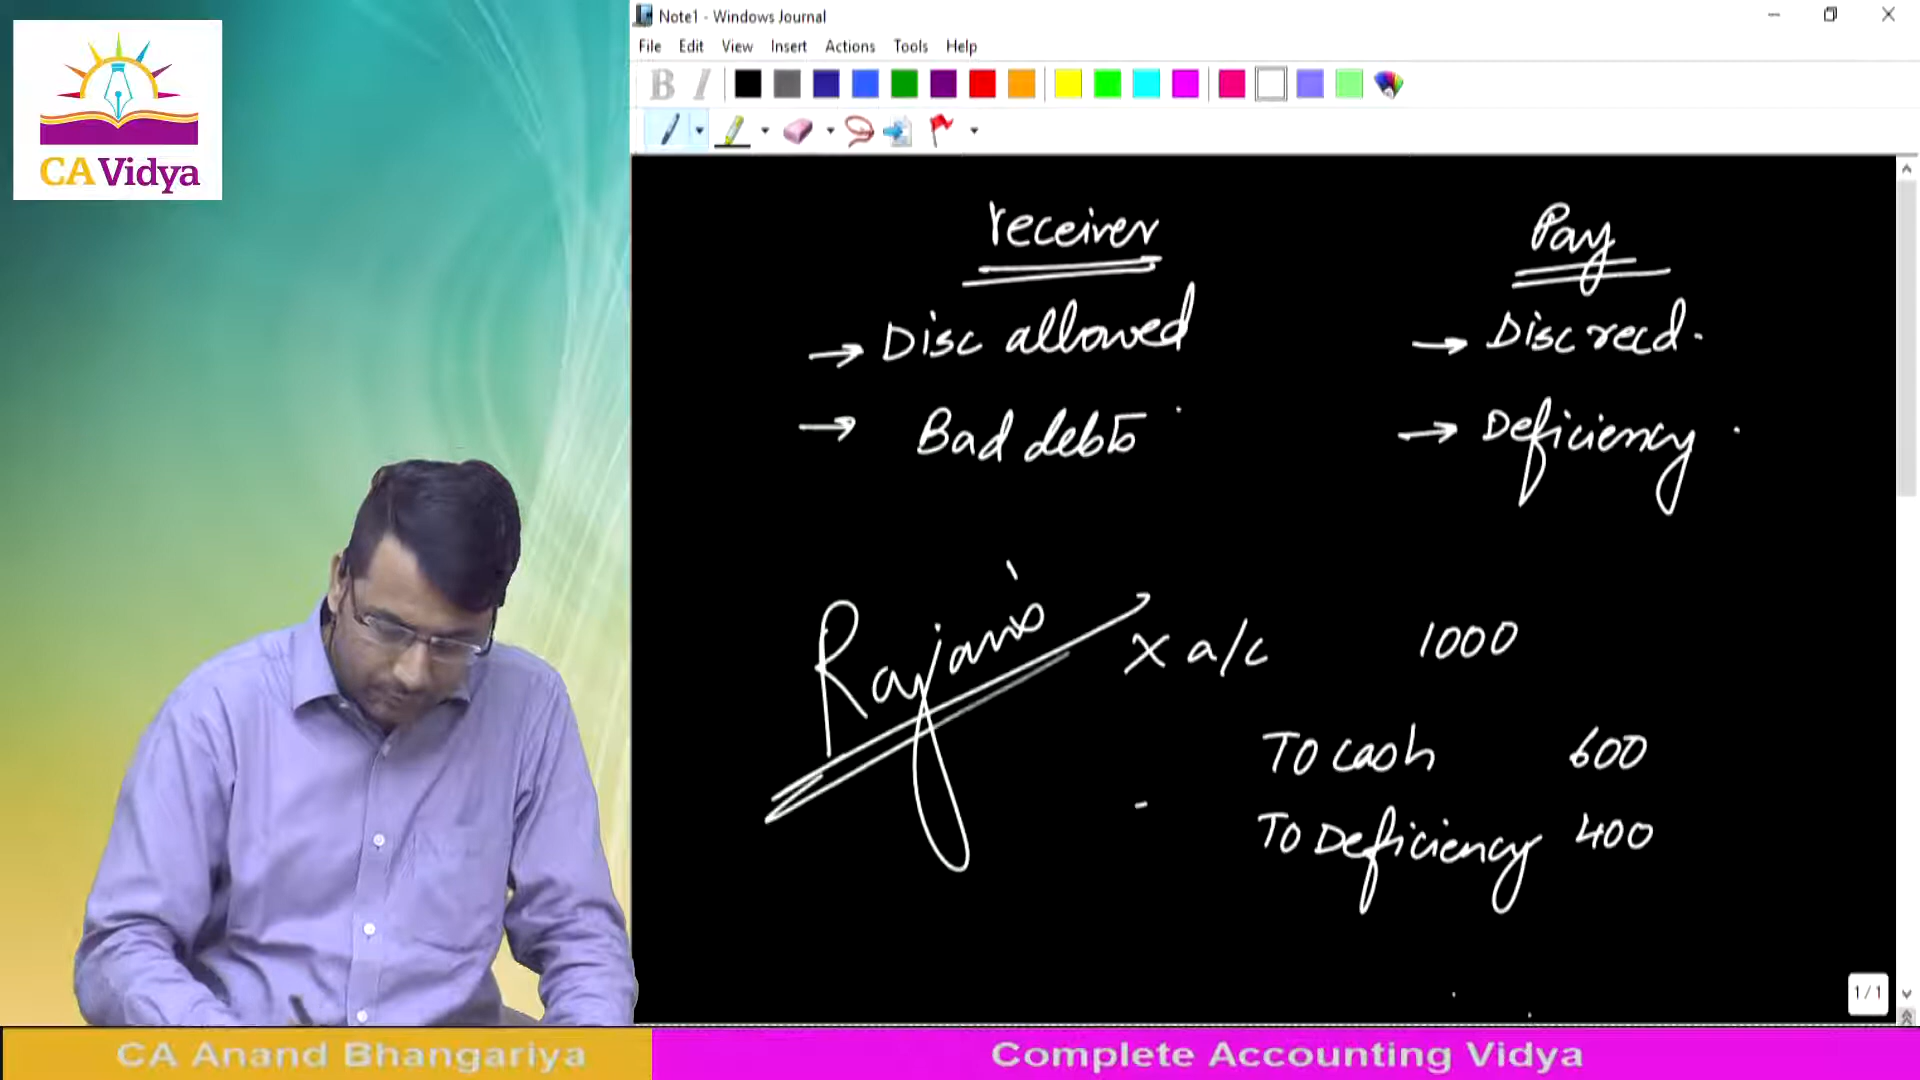 CA Vidya
Note1 - Windows Journal
File Edit View Insert Actions Tools Help
B I
receiver Pay
→ Disc allowed → Disc recd.
→ Bad debts → Deficiency
Rajani's X a/c 1000
To cash 600
To Deficiency 400
1 / 1
CA Anand Bhangariya Complete Accounting Vidya